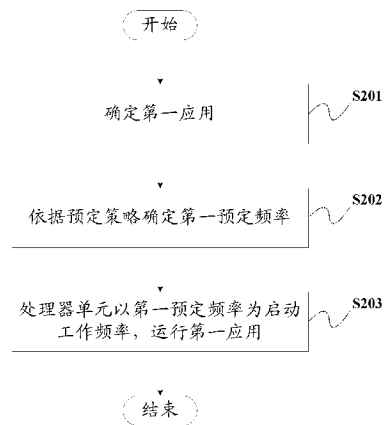 开始
S201
确定第一应用
S202
依据预定策略确定第一预定频率
S203
处理器单元以第一预定频率为启动
工作频率，运行第一应用
结束